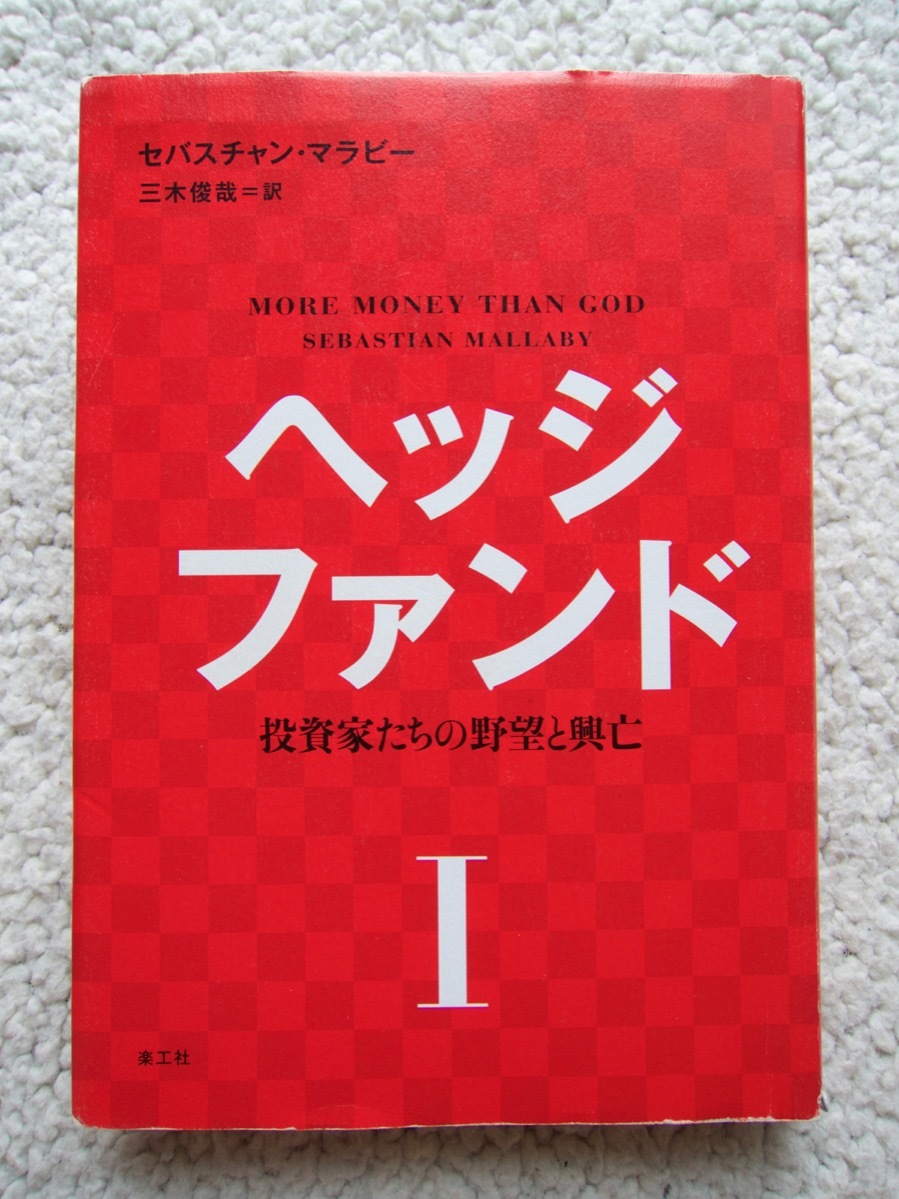 セバスチャン・マラビー
三木俊哉=訳
MORE MONEY THAN GOD
SEBASTIAN MALLABY
ヘッジ
ファンド
投資家たちの野望と興亡
I
楽工社